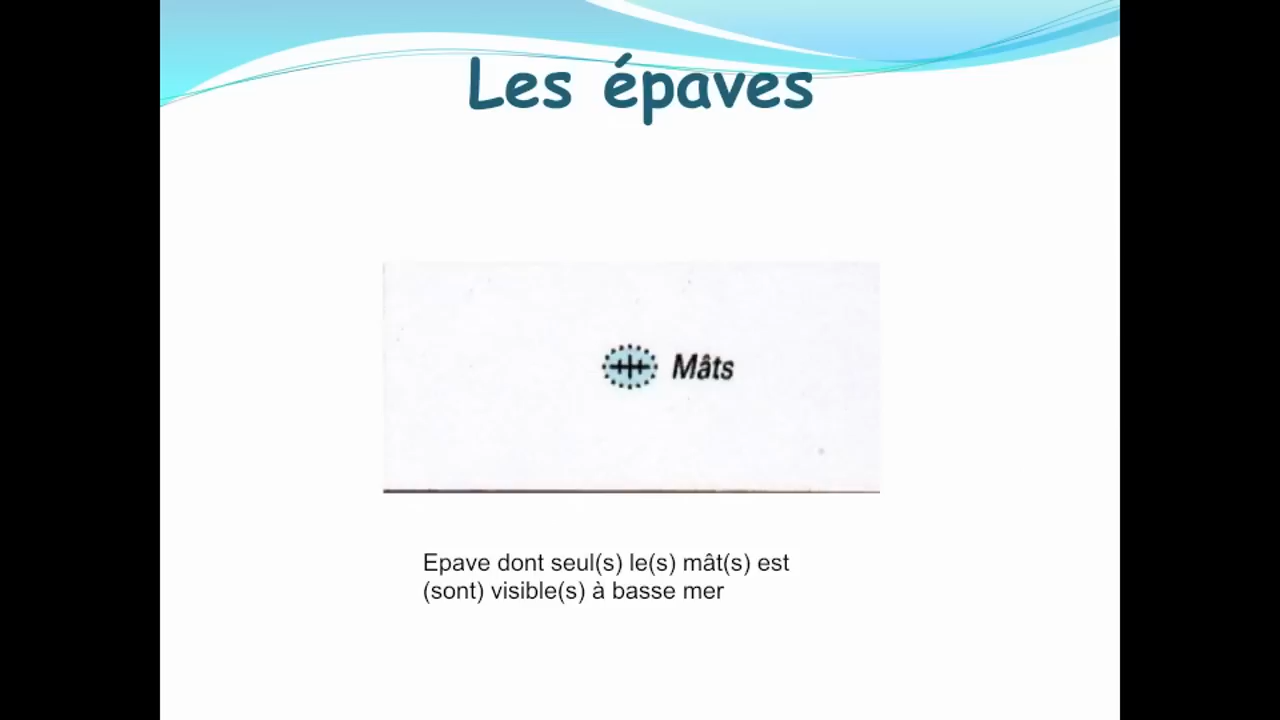 Les épaves
Mâts
Epave dont seul(s) le(s) mât(s) est
(sont) visible(s) à basse mer